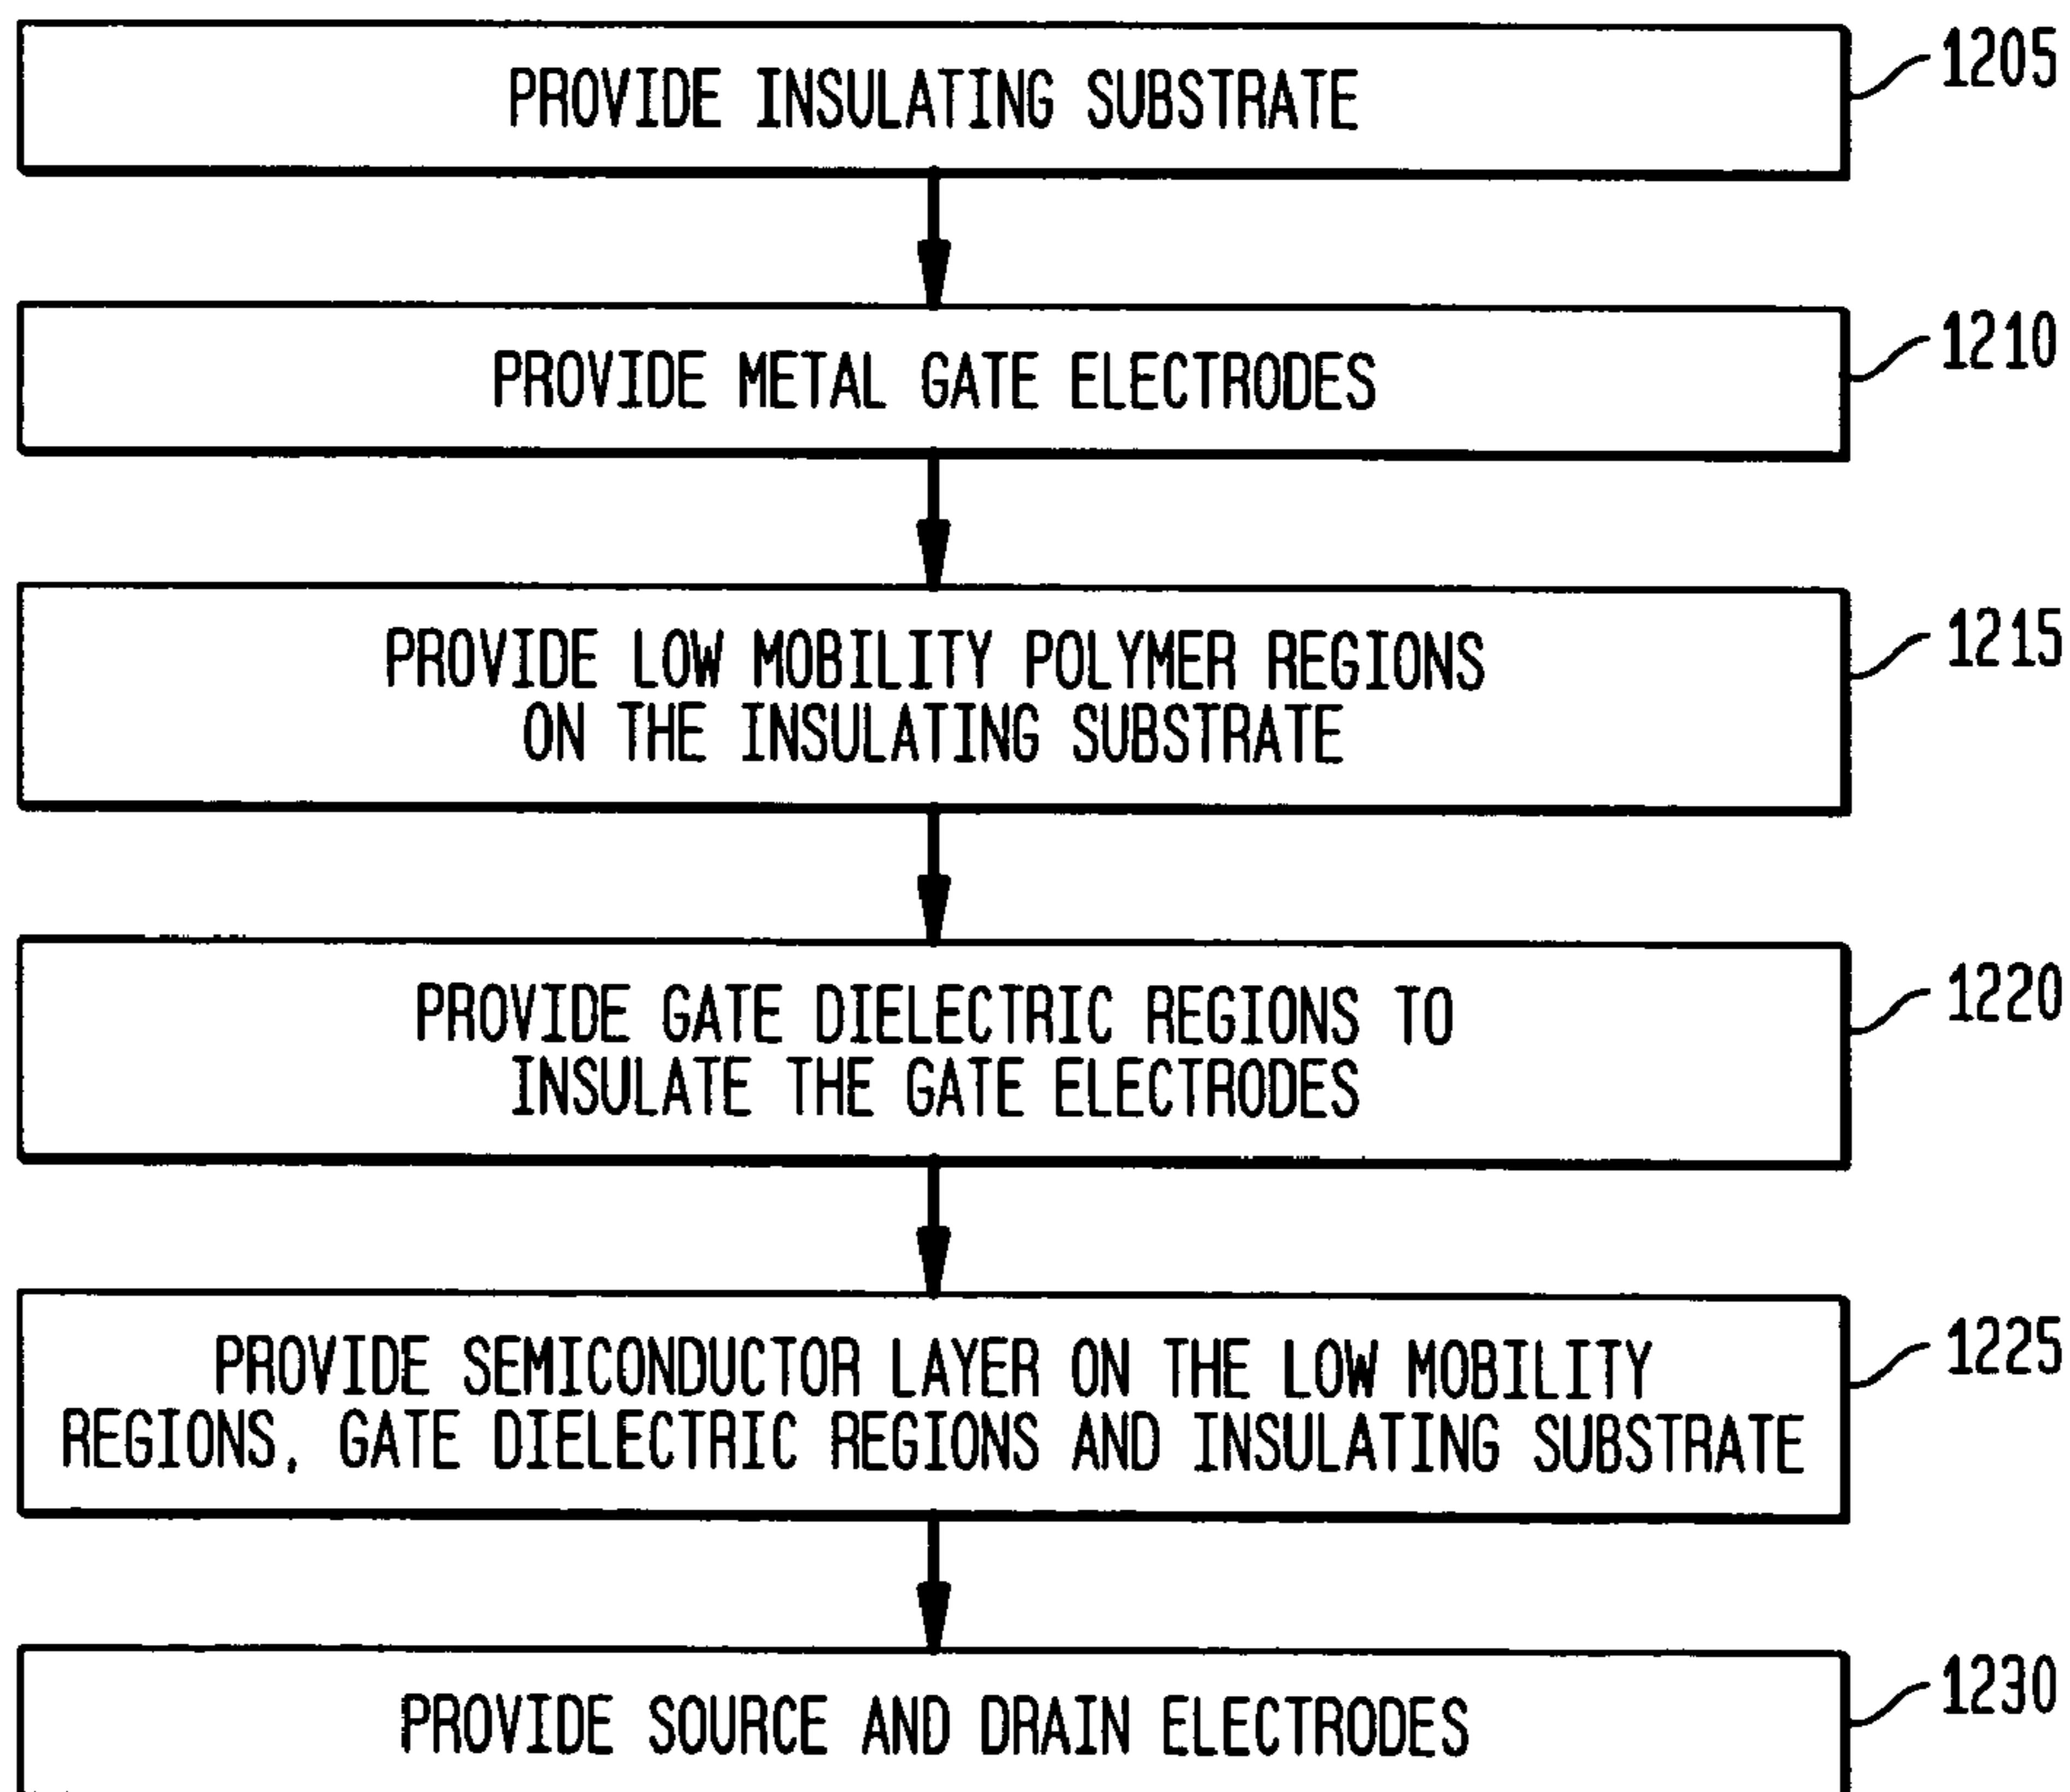 PROVIDE INSULATING SUBSTRATE
1205
PROVIDE METAL GATE ELECTRODES
1210
PROVIDE LOW MOBILITY POLYMER REGIONS
ON THE INSULATING SUBSTRATE
1215
PROVIDE GATE DIELECTRIC REGIONS TO
INSULATE THE GATE ELECTRODES
1220
PROVIDE SEMICONDUCTOR LAYER ON THE LOW MOBILITY
REGIONS, GATE DIELECTRIC REGIONS AND INSULATING SUBSTRATE
1225
PROVIDE SOURCE AND DRAIN ELECTRODES
1230